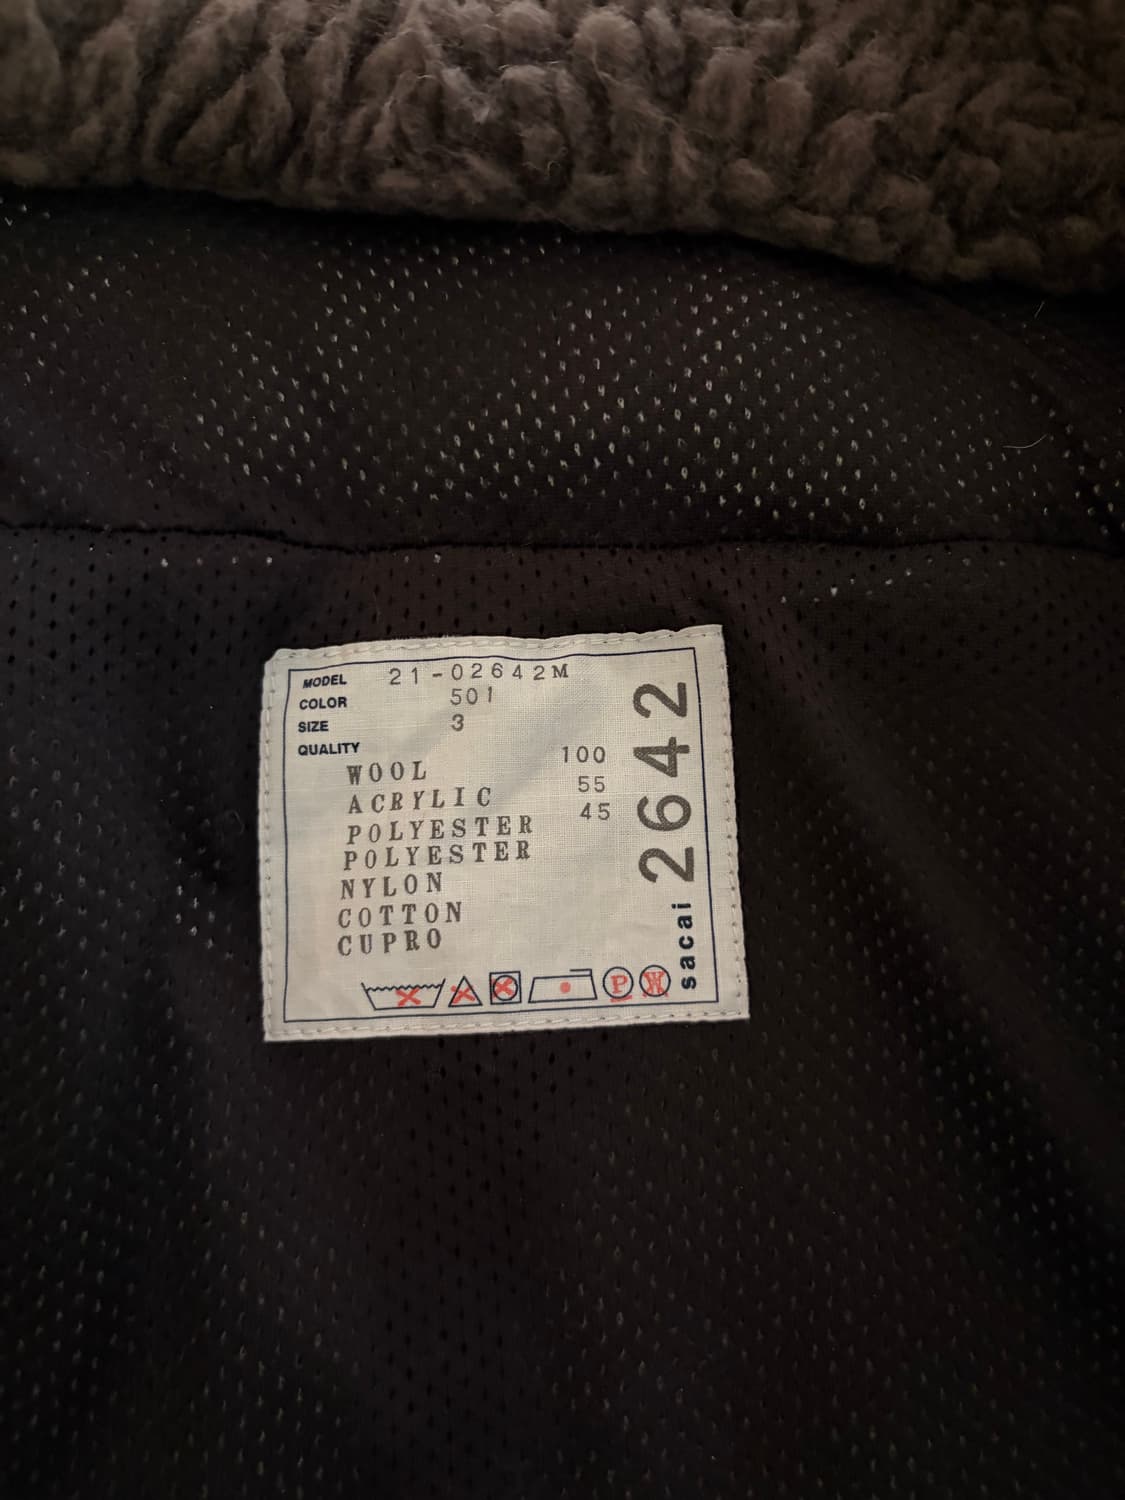 MODEL 21-02642M
COLOR 501
SIZE 3
QUALITY
WOOL 100
ACRYLIC 55
POLYESTER 45
POLYESTER
NYLON
COTTON
CUPRO
P W
sacai 2642